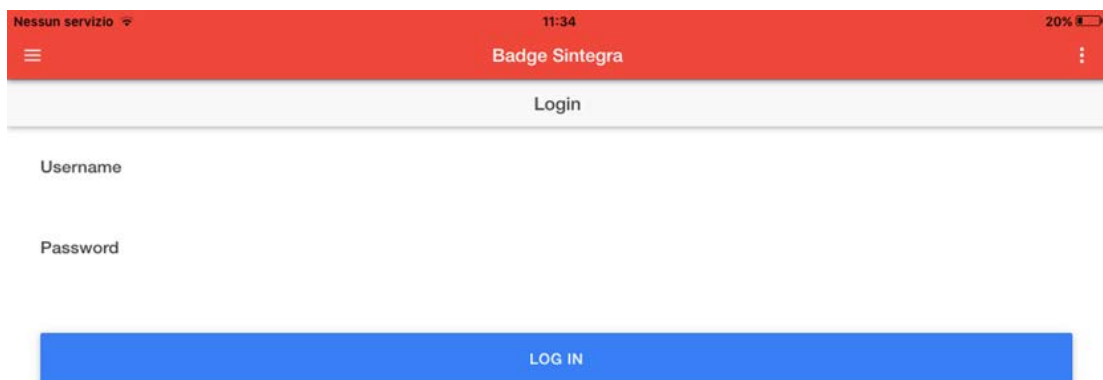 Nessun servizio 11:34 20%
Badge Sintegra
Login
Username
Password
LOG IN